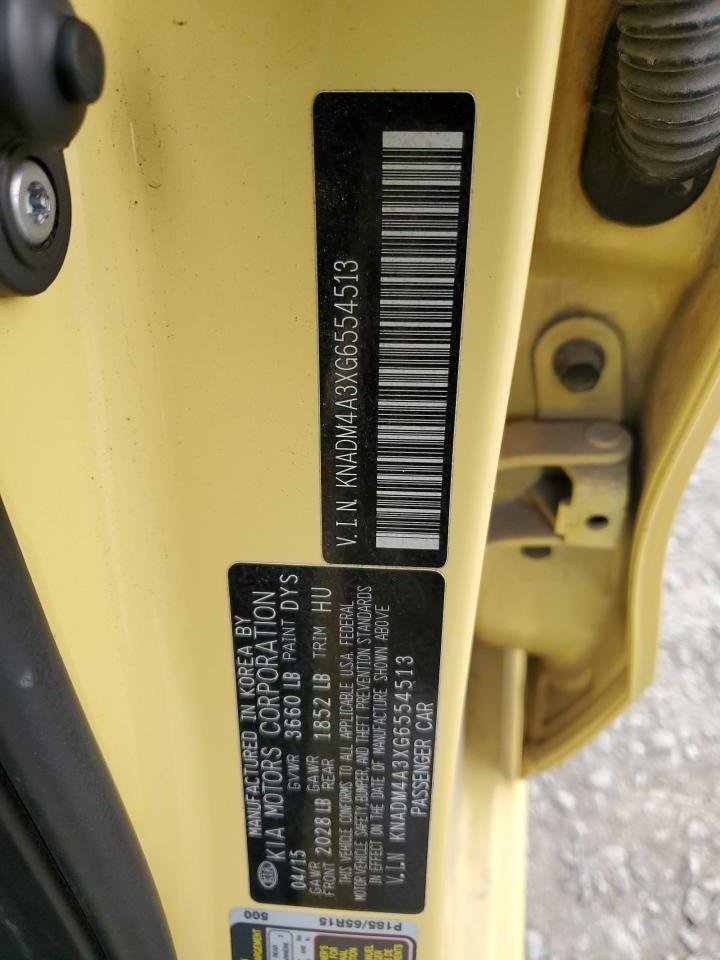 V.I.N KNADM4A3XG6554513
MANUFACTURED IN KOREA BY
KIA KIA MOTORS CORPORATION
04/15 GVWR 3660 LB PAINT DYS
GAWR FRONT 2028 LB GAWR REAR 1852 LB TRIM HU
THIS VEHICLE CONFORMS TO ALL APPLICABLE U.S.A. FEDERAL
MOTOR VEHICLE SAFETY, BUMPER, AND THEFT PREVENTION STANDARDS
IN EFFECT ON THE DATE OF MANUFACTURE SHOWN ABOVE
V.I.N KNADM4A3XG6554513
PASSENGER CAR
500
P185/65R15